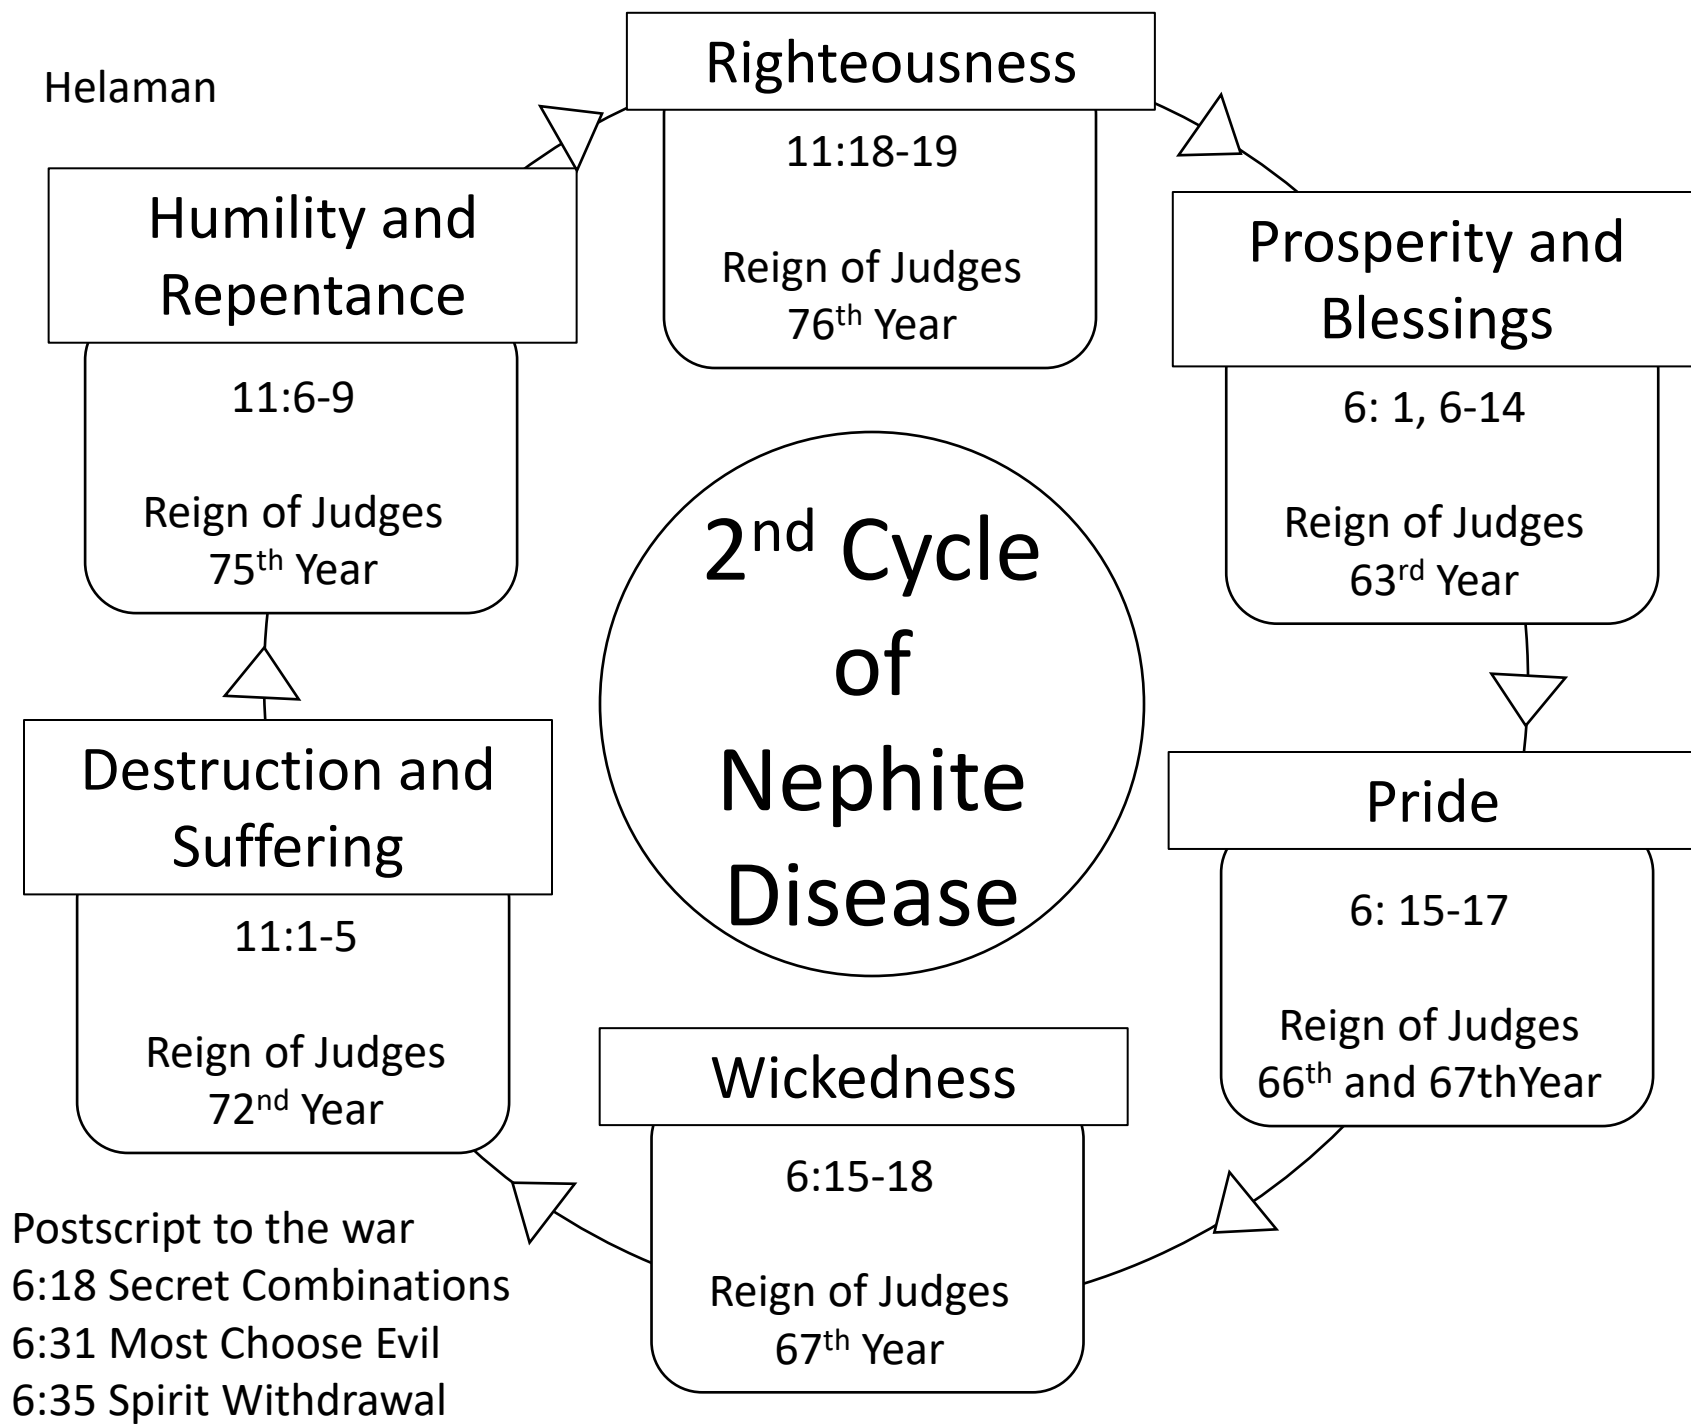 Helaman
Righteousness
11:18-19
Reign of Judges
76th Year
Prosperity and
Blessings
6: 1, 6-14
Reign of Judges
63rd Year
Pride
6: 15-17
Reign of Judges
66th and 67thYear
Wickedness
6:15-18
Reign of Judges
67th Year
Destruction and
Suffering
11:1-5
Reign of Judges
72nd Year
Humility and
Repentance
11:6-9
Reign of Judges
75th Year
2nd Cycle
of
Nephite
Disease
Postscript to the war
6:18 Secret Combinations
6:31 Most Choose Evil
6:35 Spirit Withdrawal